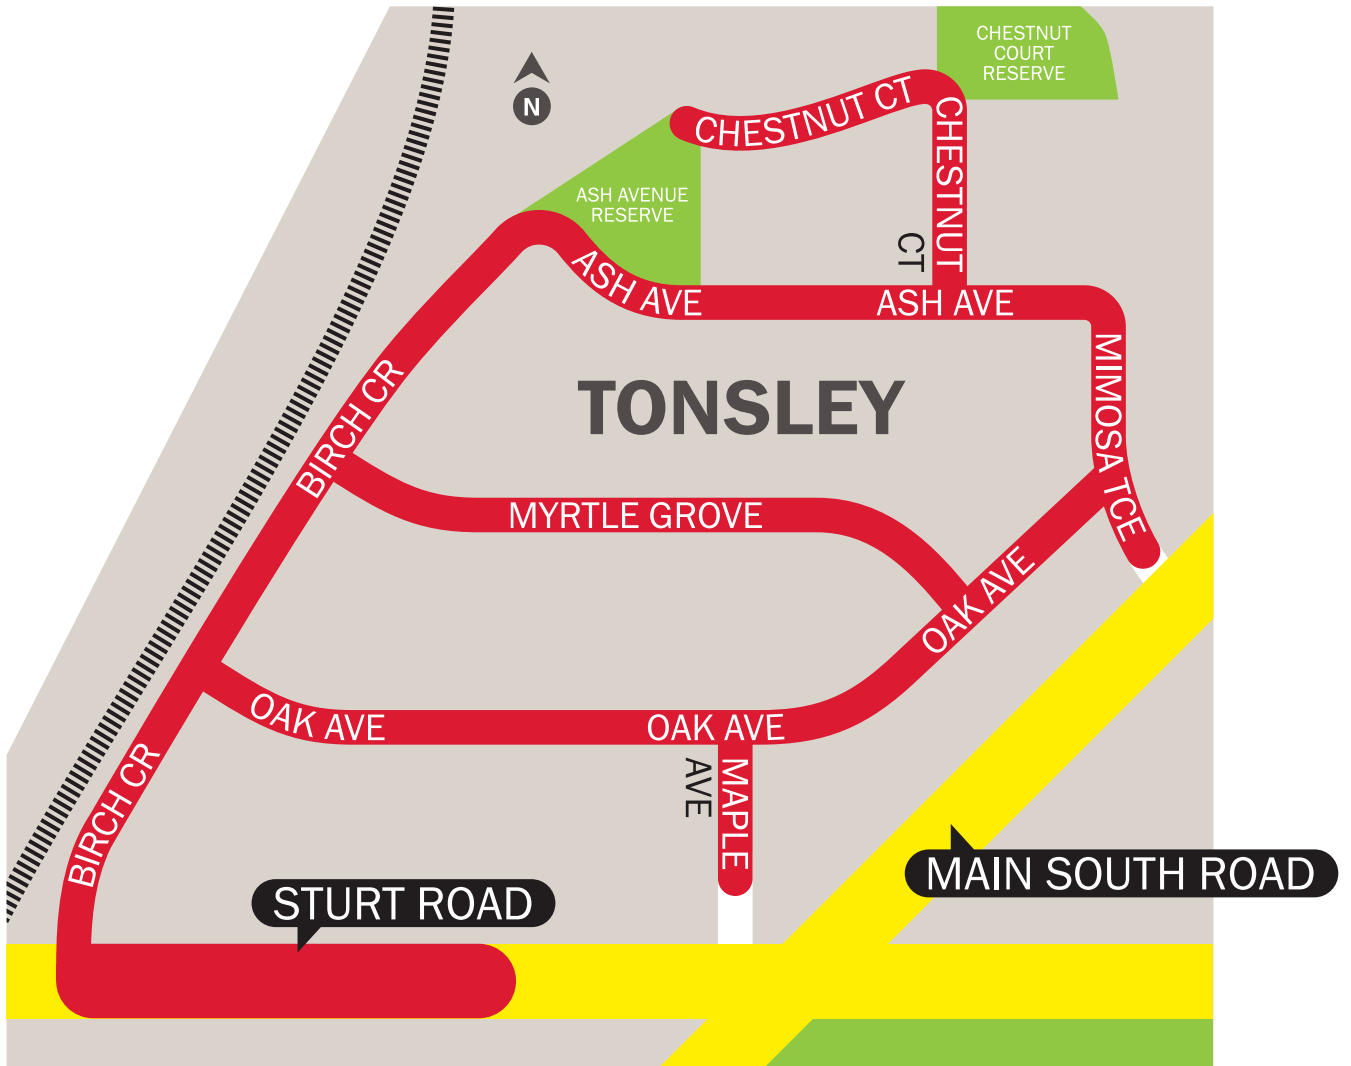 CHESTNUT
COURT
RESERVE
N
CHESTNUT CT
CHESTNUT
CT
ASH AVENUE
RESERVE
ASH AVE
ASH AVE
MIMOSA TCE
BIRCH CR
TONSLEY
MYRTLE GROVE
OAK AVE
OAK AVE
OAK AVE
MAPLE
AVE
BIRCH CR
MAIN SOUTH ROAD
STURT ROAD